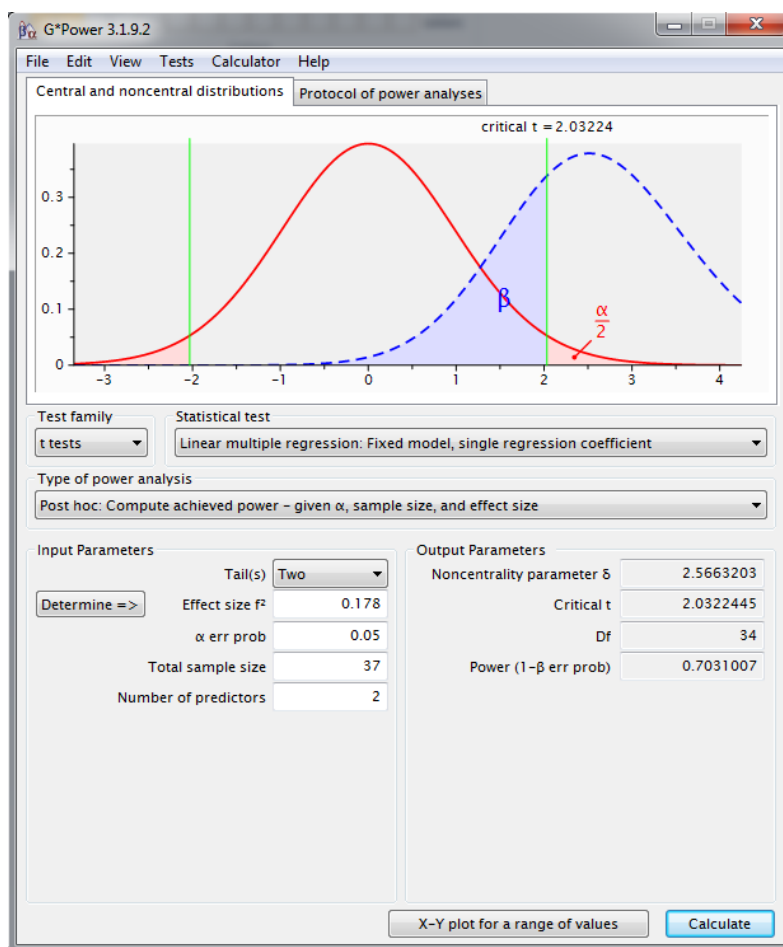 G*Power 3.1.9.2
File Edit View Tests Calculator Help
Central and noncentral distributions Protocol of power analyses
critical t = 2.03224
0.3
0.2
0.1
0
β
α
2
-3 -2 -1 0 1 2 3 4
Test family Statistical test
t tests Linear multiple regression: Fixed model, single regression coefficient
Type of power analysis
Post hoc: Compute achieved power - given α, sample size, and effect size
Input Parameters Output Parameters
Tail(s) Two Noncentrality parameter δ 2.5663203
Determine => Effect size f² 0.178 Critical t 2.0322445
α err prob 0.05 Df 34
Total sample size 37 Power (1-β err prob) 0.7031007
Number of predictors 2
X-Y plot for a range of values Calculate